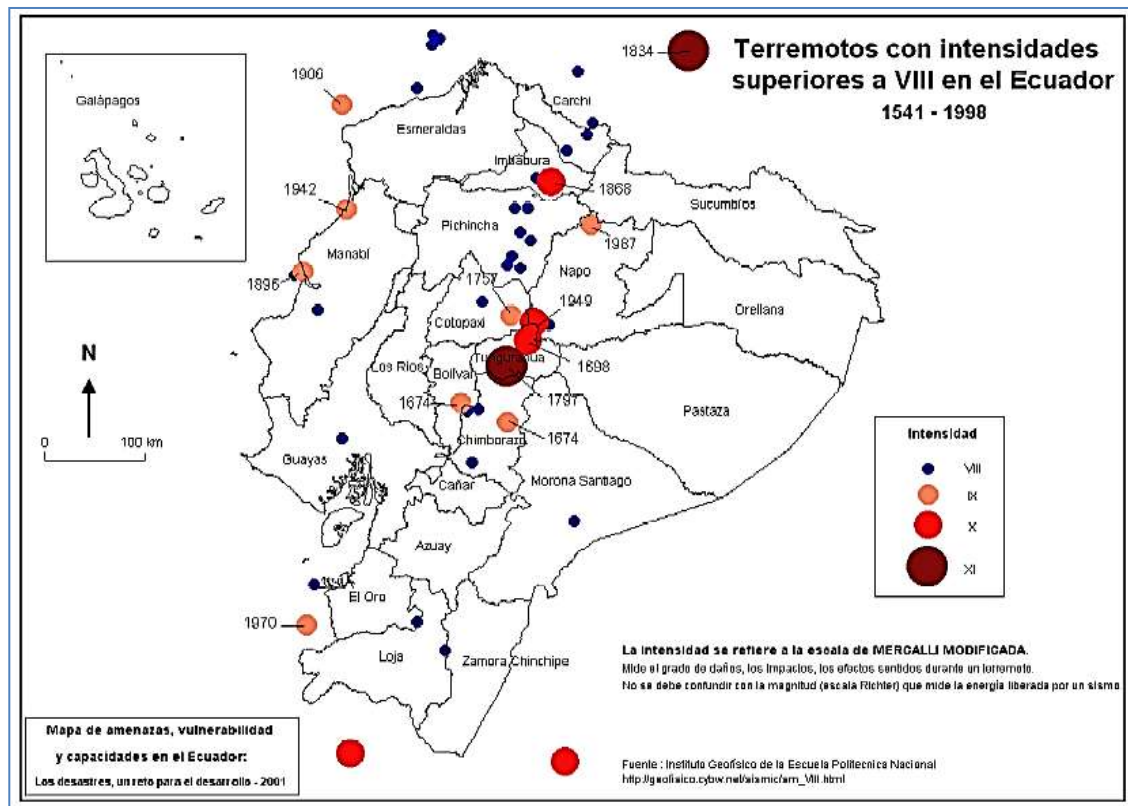 Terremotos con intensidades
superiores a VIII en el Ecuador
1541 - 1998
1834
Galápagos
1906
Carchi
Esmeraldas
Imbabura
1868
1942
Sucumbíos
Pichincha
1987
Manabí
Napo
1896
1757
1949
Orellana
Cotopaxi
Tungurahua
1698
Los Ríos
Bolívar
1797
Pastaza
1674
1674
Chimborazo
N
0 100 km
Guayas
Morona Santiago
Cañar
Azuay
El Oro
1970
Loja
Zamora Chinchipe
Intensidad
VIII
IX
X
XI
La intensidad se refiere a la escala de MERCALLI MODIFICADA.
Mide el grado de daños, los impactos, los efectos sentidos durante un terremoto.
No se debe confundir con la magnitud (escala Richter) que mide la energía liberada por un sismo
Mapa de amenazas, vulnerabilidad
y capacidades en el Ecuador:
Los desastres, un reto para el desarrollo - 2001
Fuente : Instituto Geofísico de la Escuela Politecnica Nacional